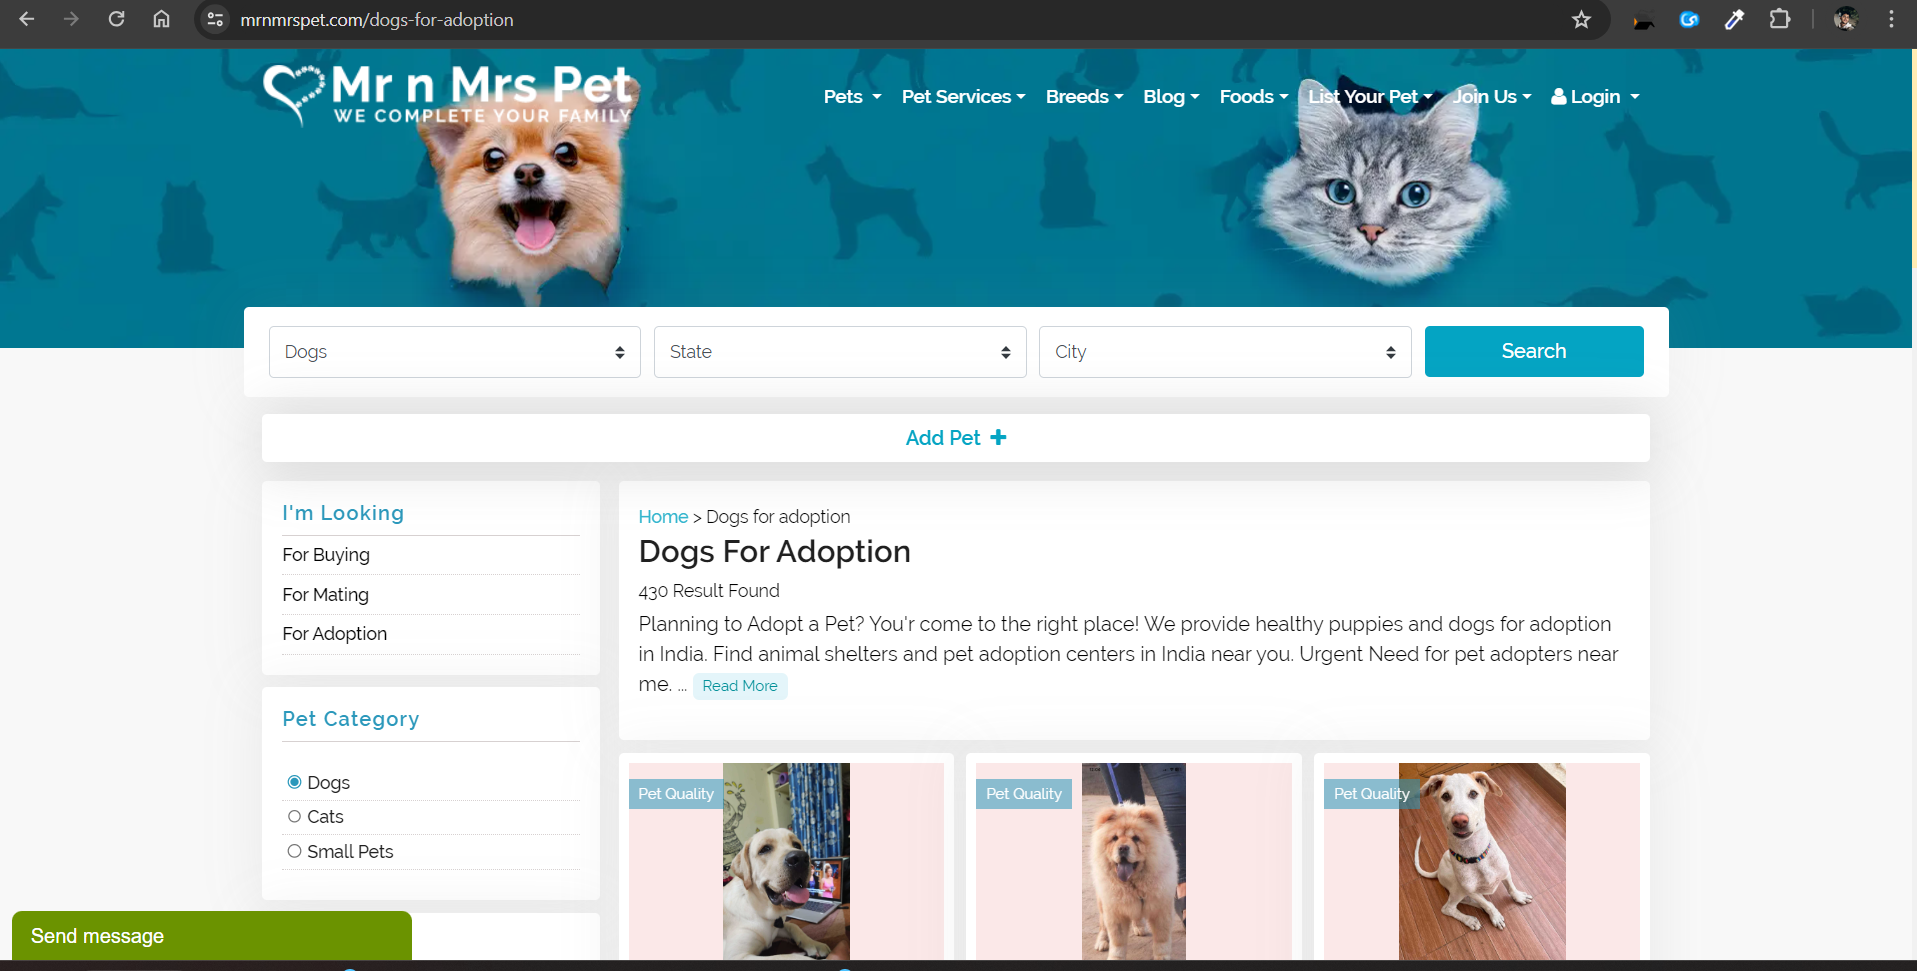 mrnmrspet.com/dogs-for-adoption
Mr n Mrs Pet
WE COMPLETE YOUR FAMILY
Pets Pet Services Breeds Blog Foods List Your Pet Join Us Login
Dogs State City Search
Add Pet
I'm Looking
For Buying
For Mating
For Adoption
Pet Category
Dogs
Cats
Small Pets
Home > Dogs for adoption
Dogs For Adoption
430 Result Found
Planning to Adopt a Pet? You'r come to the right place! We provide healthy puppies and dogs for adoption
in India. Find animal shelters and pet adoption centers in India near you. Urgent Need for pet adopters near
me. ... Read More
Pet Quality Pet Quality Pet Quality
Send message